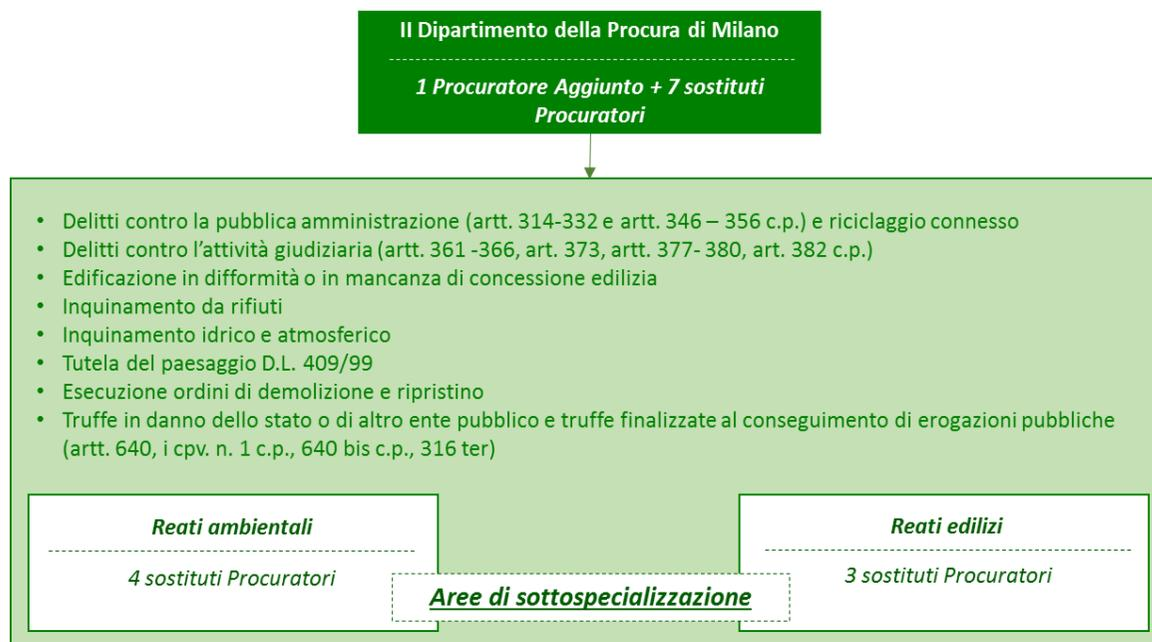 II Dipartimento della Procura di Milano
1 Procuratore Aggiunto + 7 sostituti
Procuratori
• Delitti contro la pubblica amministrazione (artt. 314-332 e artt. 346 – 356 c.p.) e riciclaggio connesso
• Delitti contro l'attività giudiziaria (artt. 361 -366, art. 373, artt. 377- 380, art. 382 c.p.)
• Edificazione in difformità o in mancanza di concessione edilizia
• Inquinamento da rifiuti
• Inquinamento idrico e atmosferico
• Tutela del paesaggio D.L. 409/99
• Esecuzione ordini di demolizione e ripristino
• Truffe in danno dello stato o di altro ente pubblico e truffe finalizzate al conseguimento di erogazioni pubbliche
(artt. 640, i cpv. n. 1 c.p., 640 bis c.p., 316 ter)
Reati ambientali
4 sostituti Procuratori
Reati edilizi
3 sostituti Procuratori
Aree di sottospecializzazione